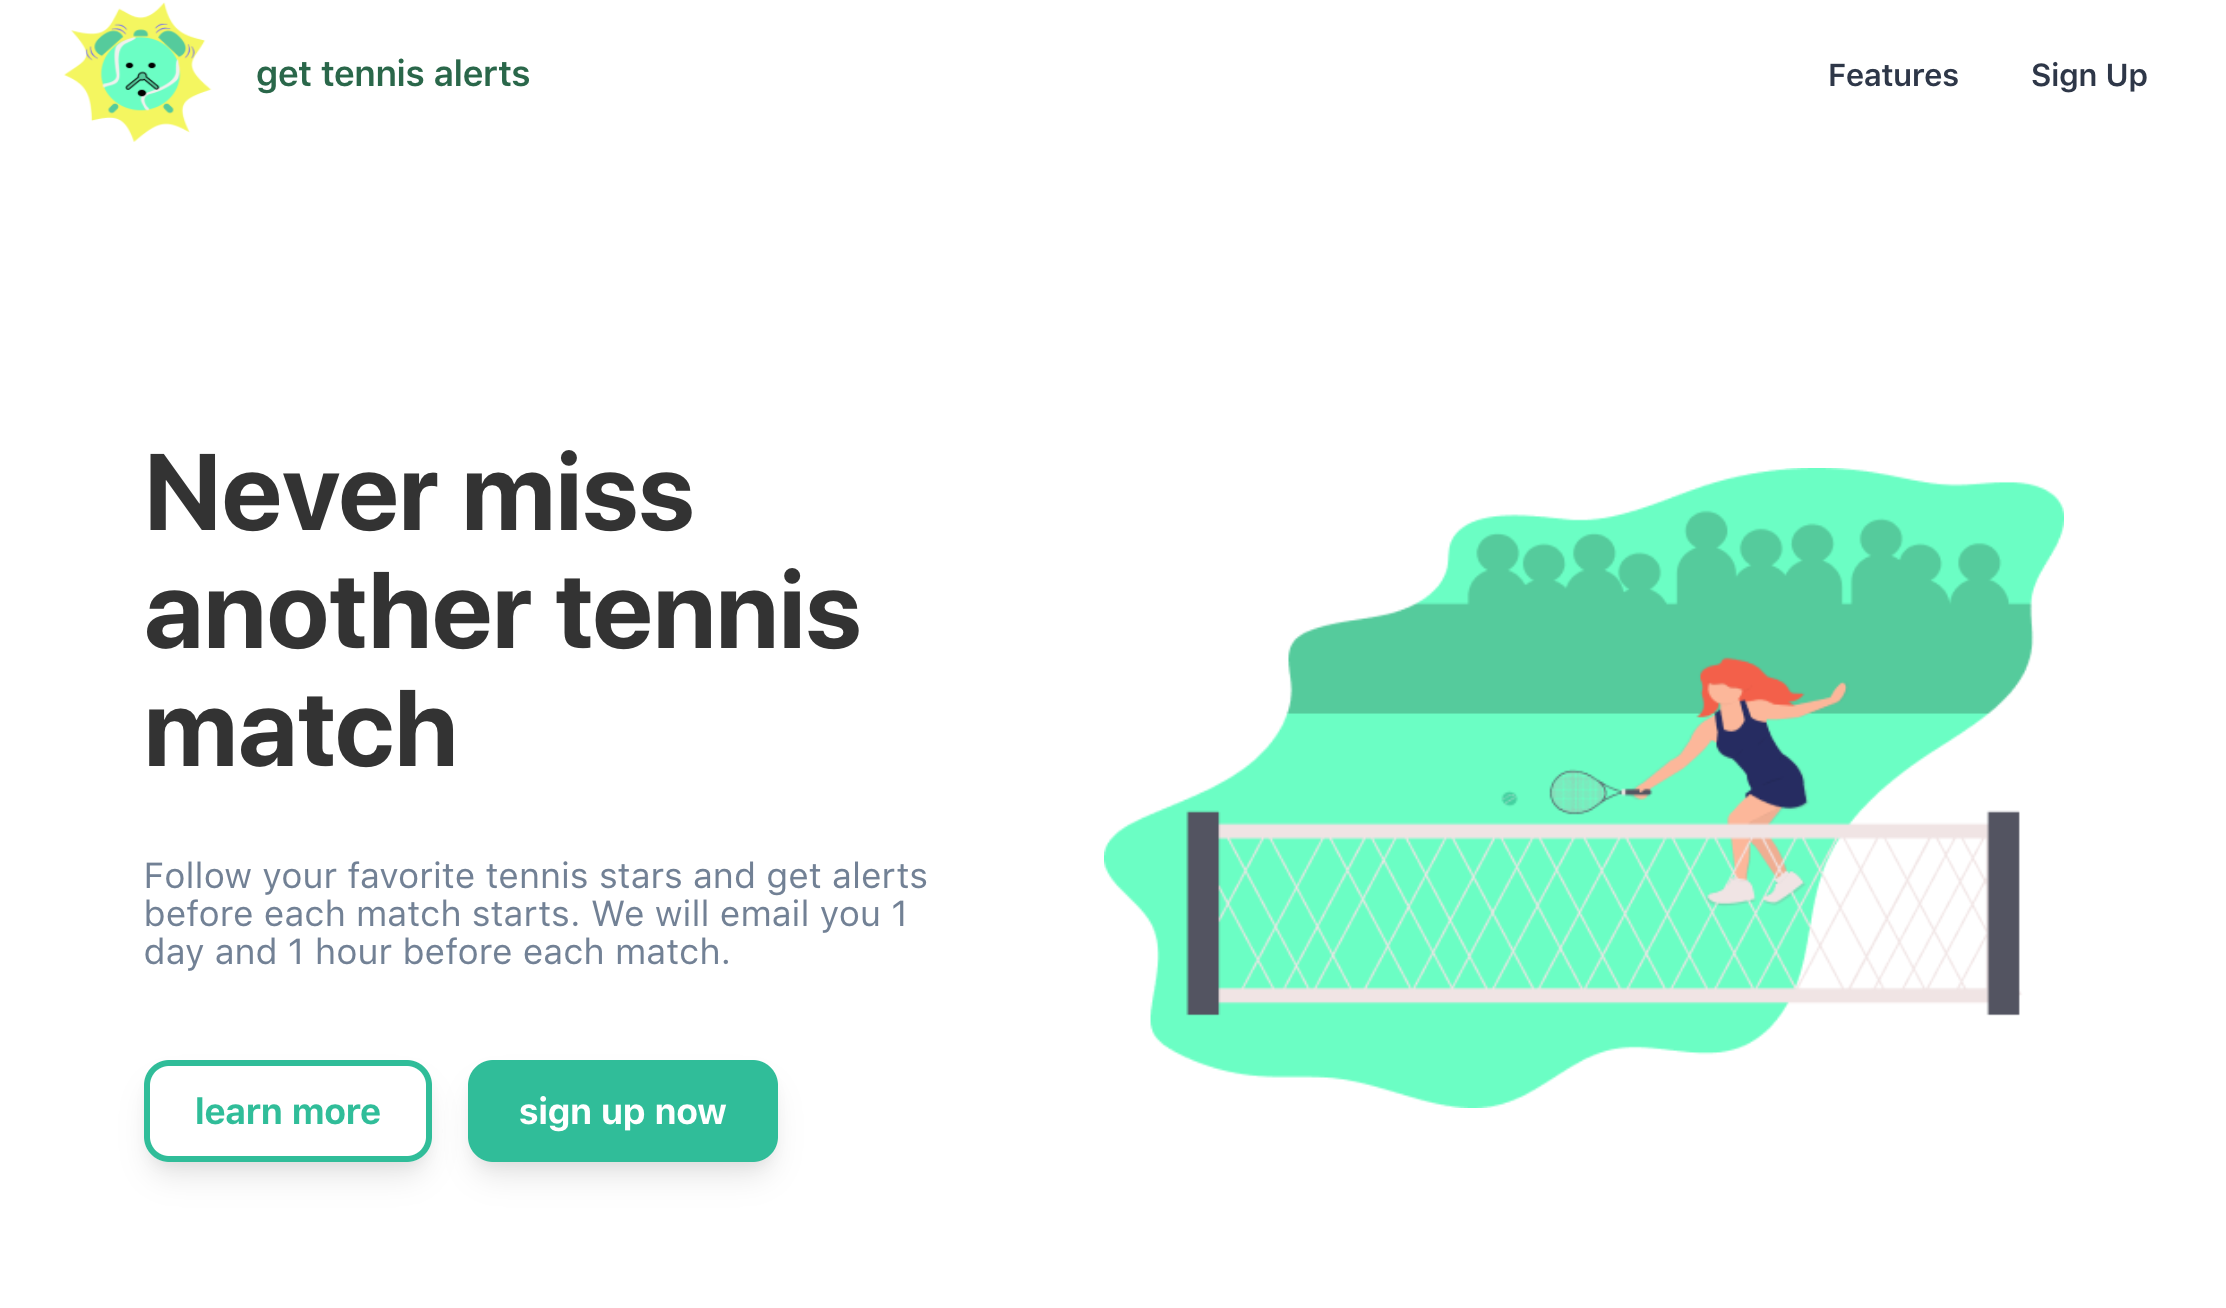 get tennis alerts
Features
Sign Up
Never miss
another tennis
match
Follow your favorite tennis stars and get alerts
before each match starts. We will email you 1
day and 1 hour before each match.
learn more
sign up now